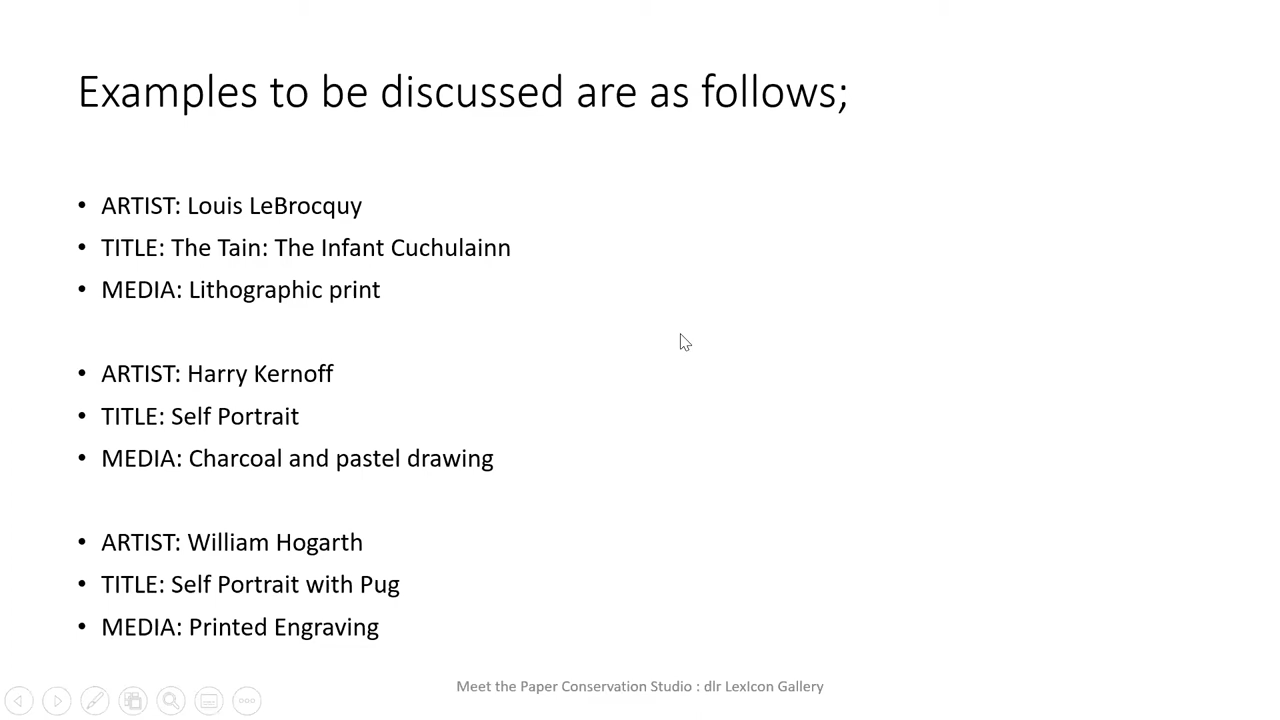 Examples to be discussed are as follows;
• ARTIST: Louis LeBrocquy
• TITLE: The Tain: The Infant Cuchulainn
• MEDIA: Lithographic print
• ARTIST: Harry Kernoff
• TITLE: Self Portrait
• MEDIA: Charcoal and pastel drawing
• ARTIST: William Hogarth
• TITLE: Self Portrait with Pug
• MEDIA: Printed Engraving
Meet the Paper Conservation Studio : dlr LexIcon Gallery